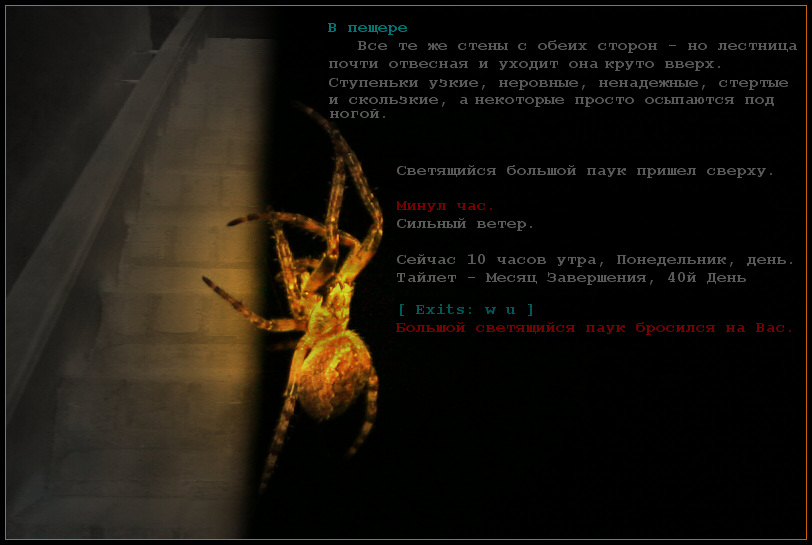 В пещере
Все те же стены с обеих сторон - но лестница
почти отвесная и уходит она круто вверх.
Ступеньки узкие, неровные, ненадежные, стертые
и скользкие, а некоторые просто осыпаются под
ногой.
Светящийся большой паук пришел сверху.
Минул час.
Сильный ветер.
Сейчас 10 часов утра, Понедельник, день.
Тайлет - Месяц Завершения, 40й День
[ Exits: w u ]
Большой светящийся паук бросился на Вас.